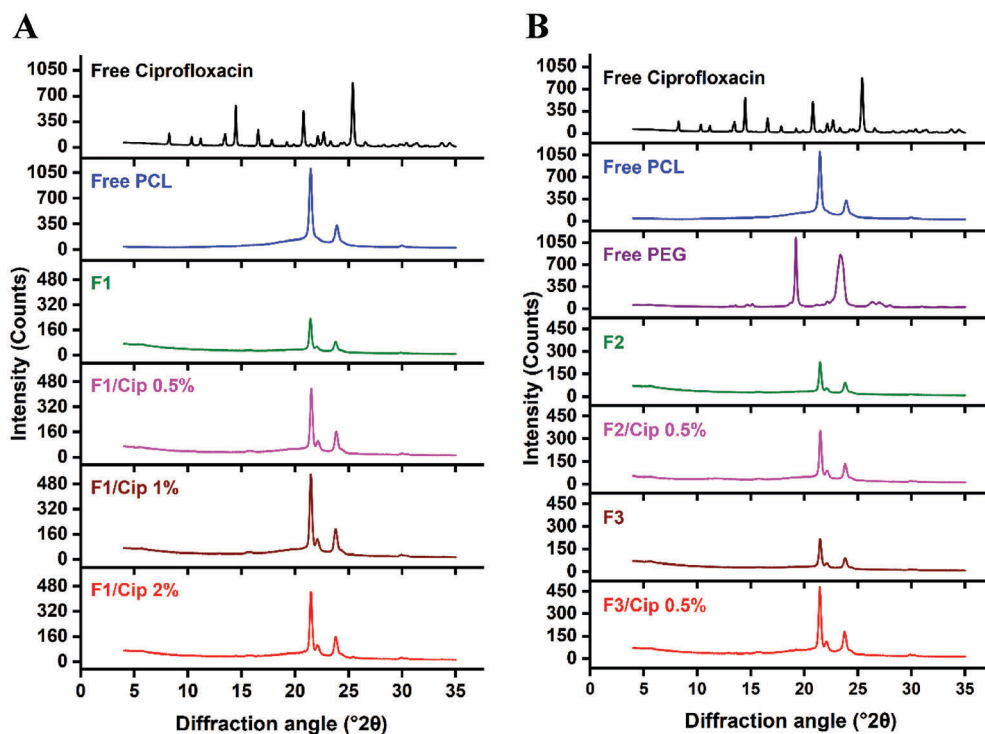 A
Intensity (Counts)
Free Ciprofloxacin
1050
700
350
0
Free PCL
1050
700
350
0
F1
480
320
160
0
F1/Cip 0.5%
480
320
160
0
F1/Cip 1%
480
320
160
0
F1/Cip 2%
480
320
160
0
0 5 10 15 20 25 30 35
Diffraction angle (°2θ)
B
Intensity (Counts)
Free Ciprofloxacin
1050
700
350
0
Free PCL
1050
700
350
0
Free PEG
1050
700
350
0
F2
450
300
150
0
F2/Cip 0.5%
450
300
150
0
F3
450
300
150
0
F3/Cip 0.5%
450
300
150
0
0 5 10 15 20 25 30 35
Diffraction angle (°2θ)